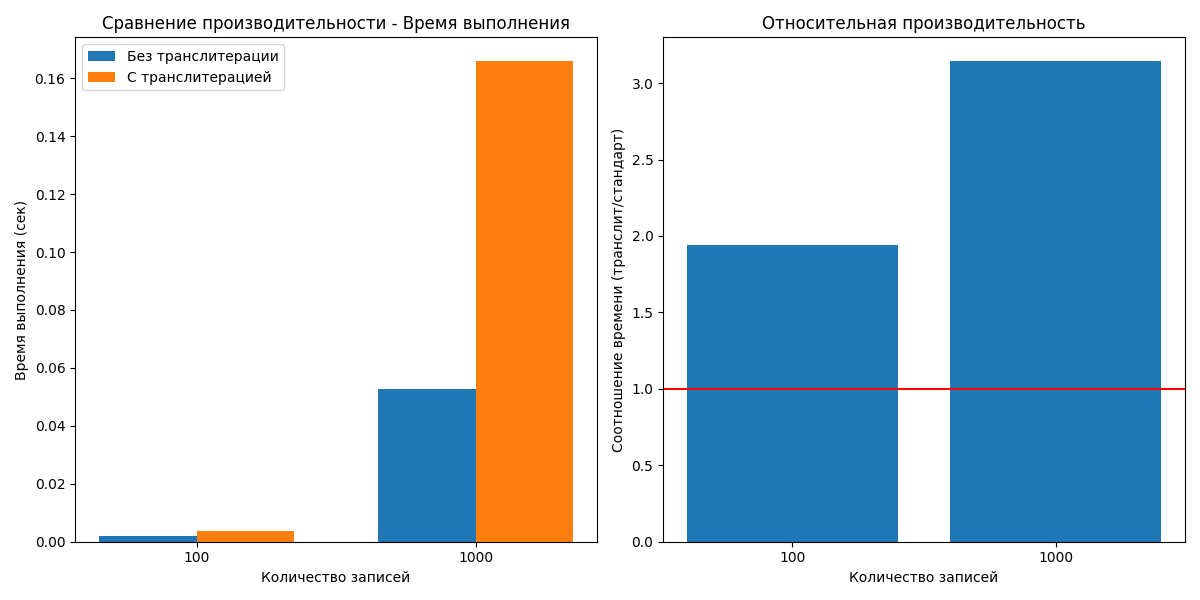 Сравнение производительности - Время выполнения
Без транслитерации
С транслитерацией
Время выполнения (сек)
0.16
0.14
0.12
0.10
0.08
0.06
0.04
0.02
0.00
100
1000
Количество записей
Относительная производительность
Соотношение времени (транслит/стандарт)
3.0
2.5
2.0
1.5
1.0
0.5
0.0
100
1000
Количество записей